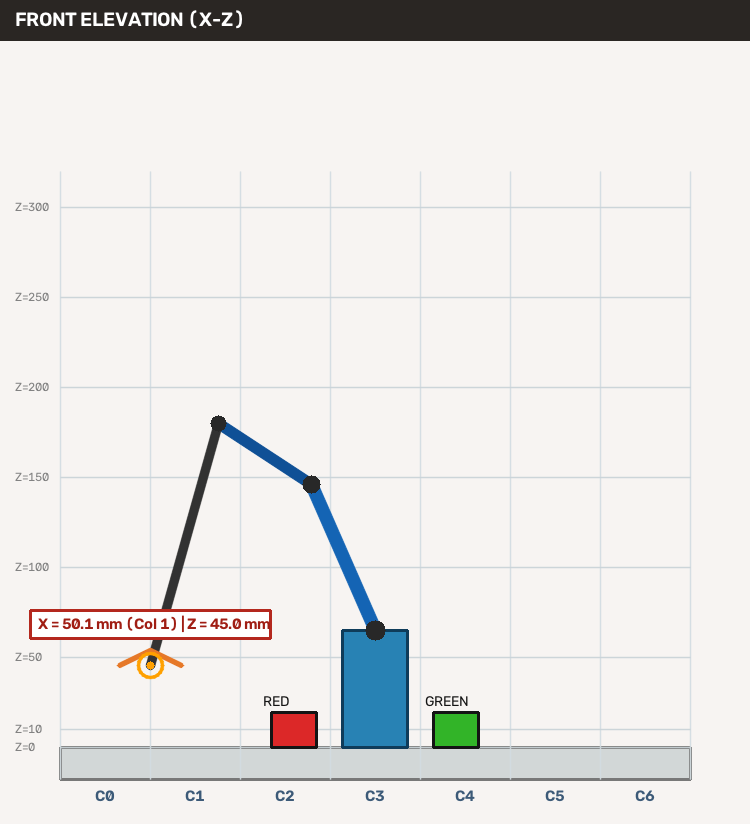 FRONT ELEVATION (X-Z)
Z=300
Z=250
Z=200
Z=150
Z=100
X = 50.1 mm (Col 1) | Z = 45.0 mm
Z=50
RED
GREEN
Z=10
Z=0
C0 C1 C2 C3 C4 C5 C6